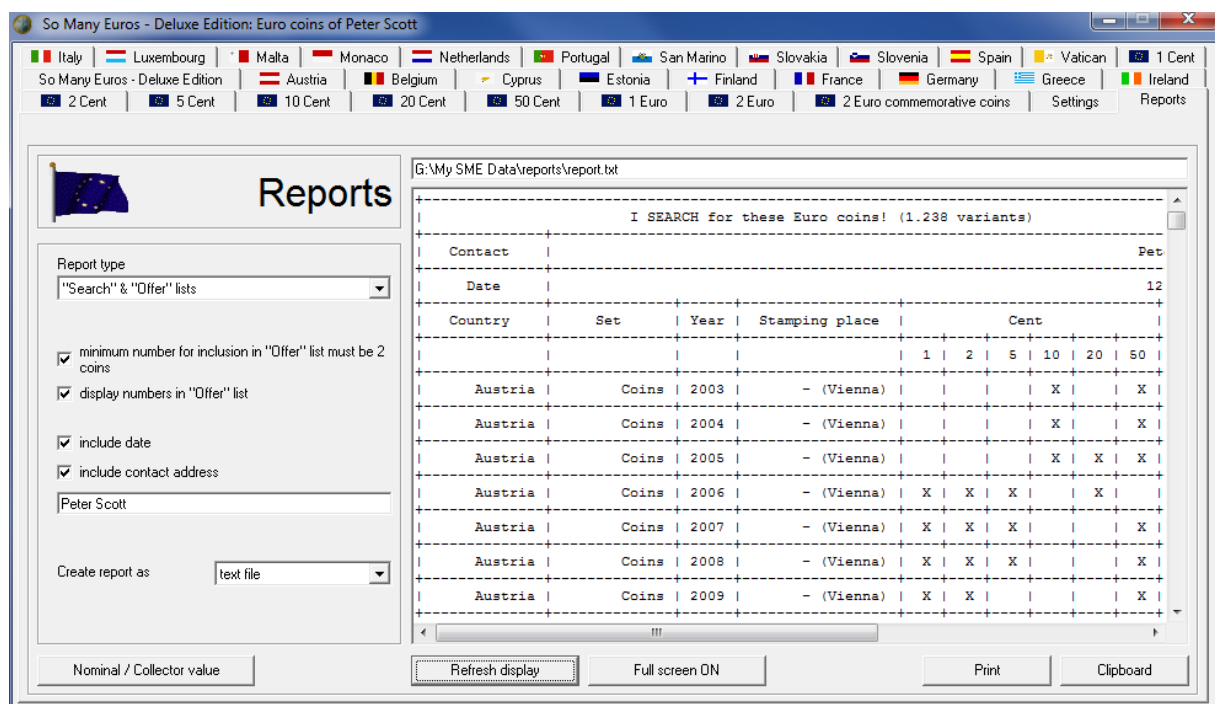 So Many Euros - Deluxe Edition: Euro coins of Peter Scott
Italy Luxembourg Malta Monaco Netherlands Portugal San Marino Slovakia Slovenia Spain Vatican 1 Cent
So Many Euros - Deluxe Edition Austria Belgium Cyprus Estonia Finland France Germany Greece Ireland
2 Cent 5 Cent 10 Cent 20 Cent 50 Cent 1 Euro 2 Euro 2 Euro commemorative coins Settings Reports
Reports
Report type
"Search" & "Offer" lists
minimum number for inclusion in "Offer" list must be 2
coins
display numbers in "Offer" list
include date
include contact address
Peter Scott
Create report as text file
Nominal / Collector value
G:\My SME Data\reports\report.txt
I SEARCH for these Euro coins! (1.238 variants)
Contact | Pet
Date | 12
Country | Set | Year | Stamping place | Cent
1 | 2 | 5 | 10 | 20 | 50 |
| Austria | Coins | 2003 | - (Vienna) | | | | X | | X |
| Austria | Coins | 2004 | - (Vienna) | | | | X | | X |
| Austria | Coins | 2005 | - (Vienna) | | | | X | X | X |
| Austria | Coins | 2006 | - (Vienna) | X | X | X | | X | |
| Austria | Coins | 2007 | - (Vienna) | X | X | X | | | X |
| Austria | Coins | 2008 | - (Vienna) | X | X | X | | | X |
| Austria | Coins | 2009 | - (Vienna) | X | X | | | | X |
Refresh display Full screen ON Print Clipboard